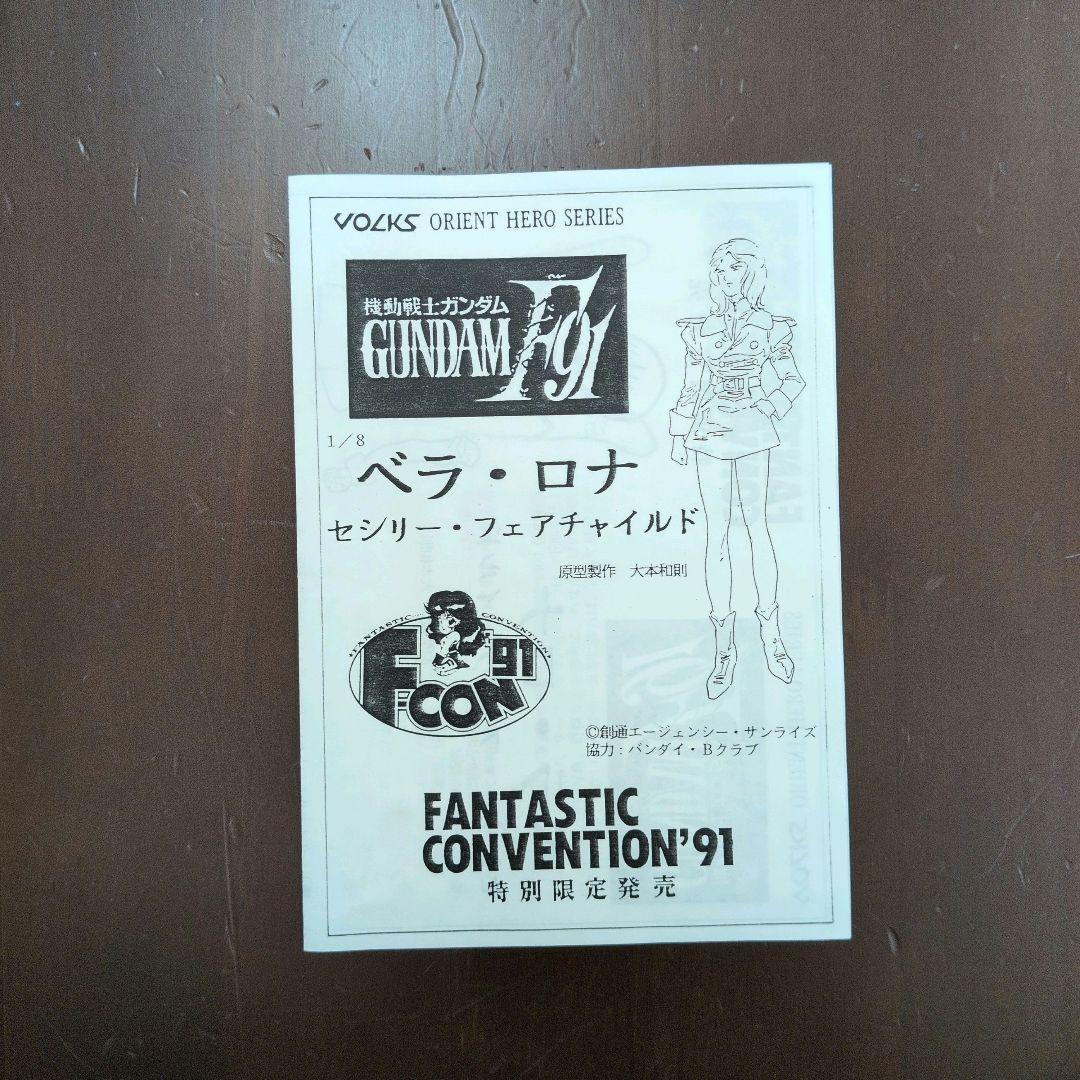 VOLKS ORIENT HERO SERIES
機動戦士ガンダム
GUNDAM F91
1／8
ベラ・ロナ
セシリー・フェアチャイルド
原型製作 大本和則
FANTASTIC CONVENTION
F-CON '91
©創通エージェンシー・サンライズ
協力：バンダイ・Bクラブ
FANTASTIC
CONVENTION'91
特別限定発売